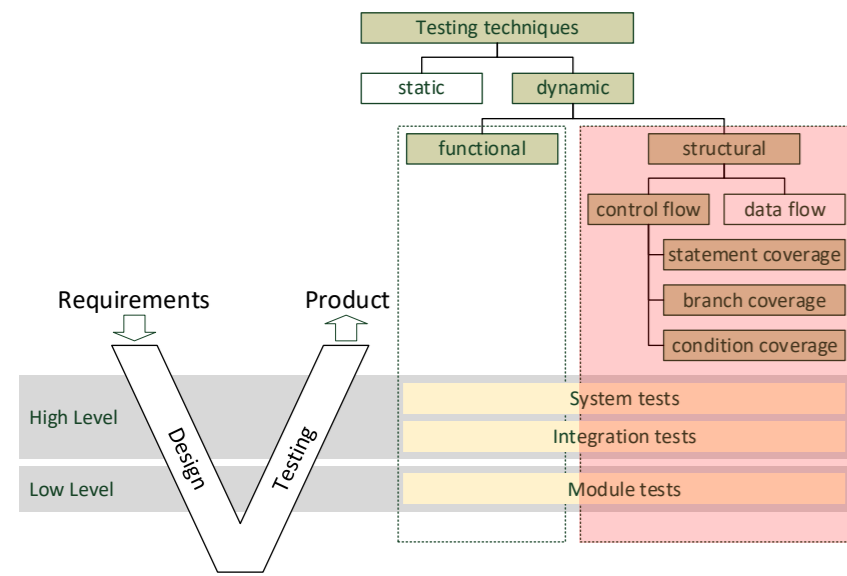 Testing techniques
static
dynamic
functional
structural
control flow
data flow
statement coverage
branch coverage
condition coverage
Requirements
Product
High Level
Low Level
Design
Testing
System tests
Integration tests
Module tests